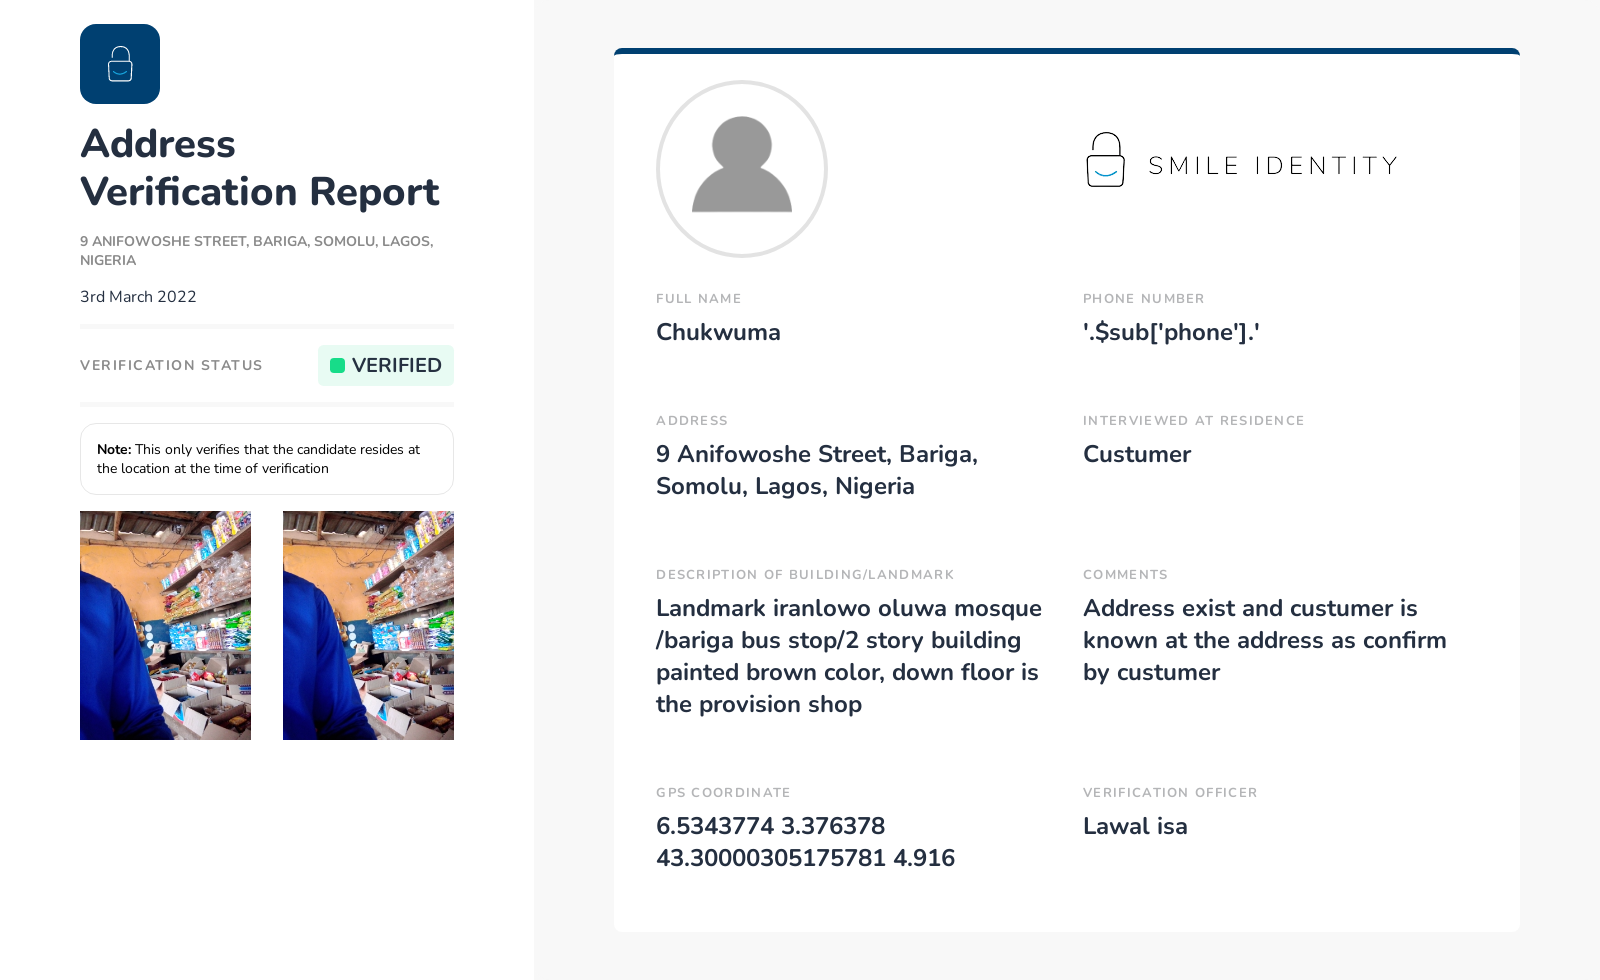 Address
Verification Report
9 ANIFOWOSHE STREET, BARIGA, SOMOLU, LAGOS,
NIGERIA
3rd March 2022
VERIFICATION STATUS
VERIFIED
Note: This only verifies that the candidate resides at
the location at the time of verification
SMILE IDENTITY
FULL NAME
Chukwuma
PHONE NUMBER
'.$sub['phone'].'
ADDRESS
9 Anifowoshe Street, Bariga,
Somolu, Lagos, Nigeria
INTERVIEWED AT RESIDENCE
Custumer
DESCRIPTION OF BUILDING/LANDMARK
Landmark iranlowo oluwa mosque
/bariga bus stop/2 story building
painted brown color, down floor is
the provision shop
COMMENTS
Address exist and custumer is
known at the address as confirm
by custumer
GPS COORDINATE
6.5343774 3.376378
43.30000305175781 4.916
VERIFICATION OFFICER
Lawal isa